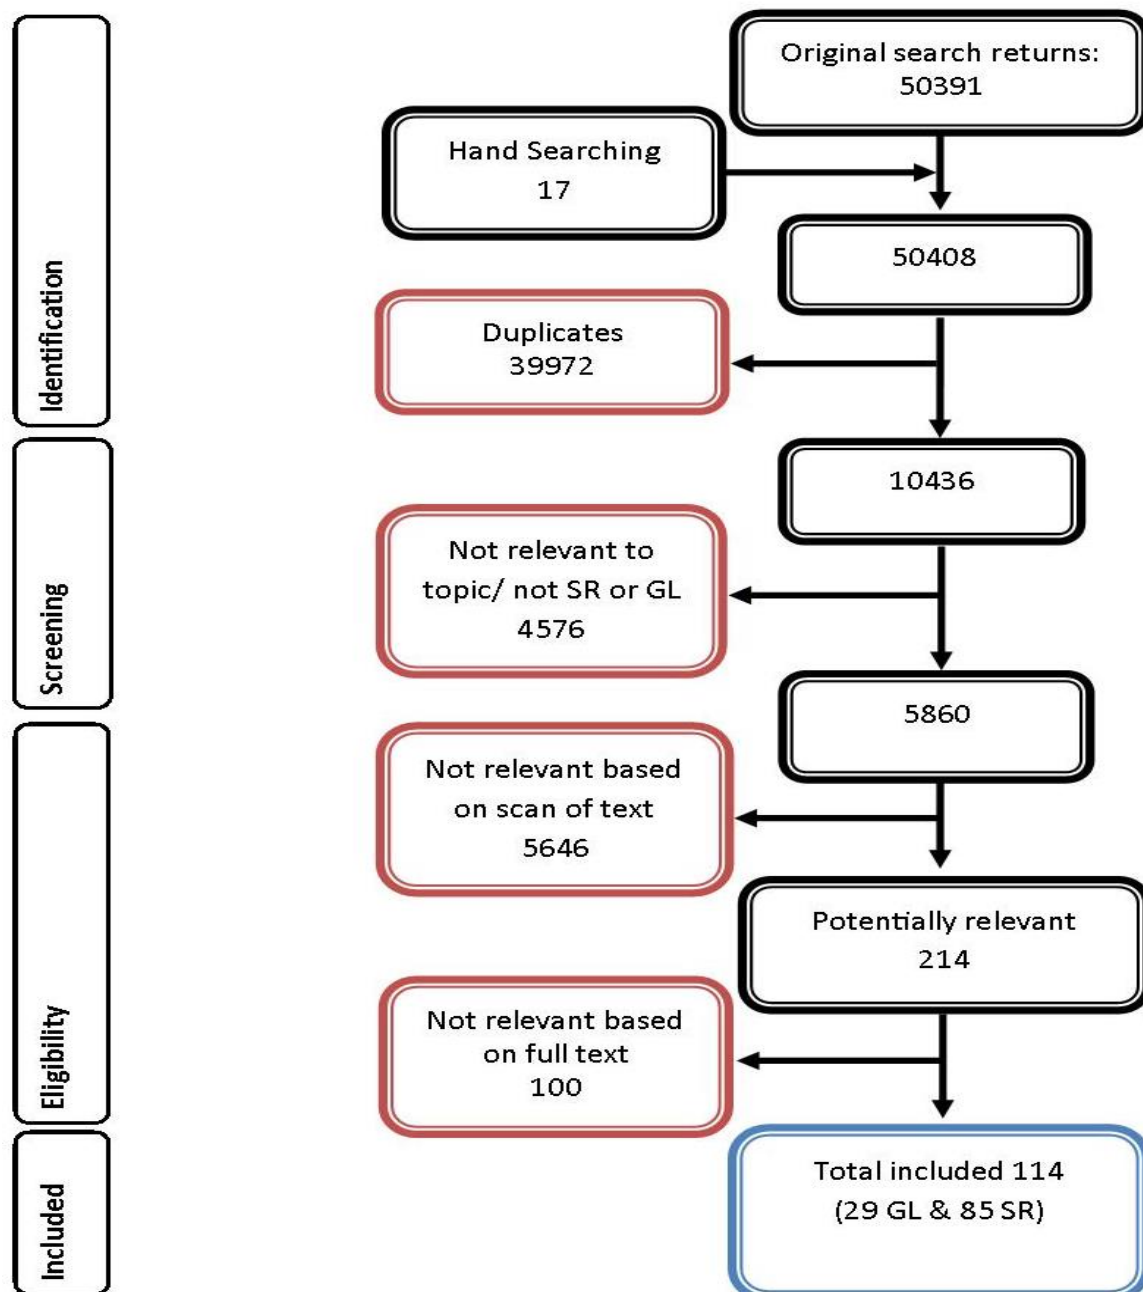 Original search returns:
50391
Hand Searching
17
50408
Duplicates
39972
10436
Not relevant to
topic/ not SR or GL
4576
5860
Not relevant based
on scan of text
5646
Potentially relevant
214
Not relevant based
on full text
100
Total included 114
(29 GL & 85 SR)
Identification
Screening
Eligibility
Included